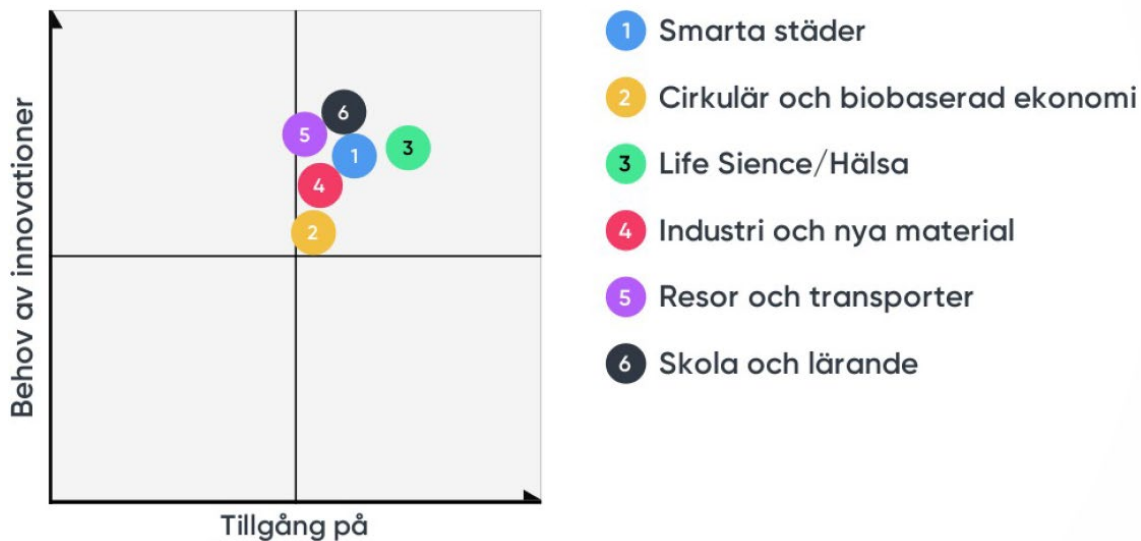 Behov av innovationer
6
5
1
3
4
2
Tillgång på
1 Smarta städer
2 Cirkulär och biobaserad ekonomi
3 Life Sience/Hälsa
4 Industri och nya material
5 Resor och transporter
6 Skola och lärande